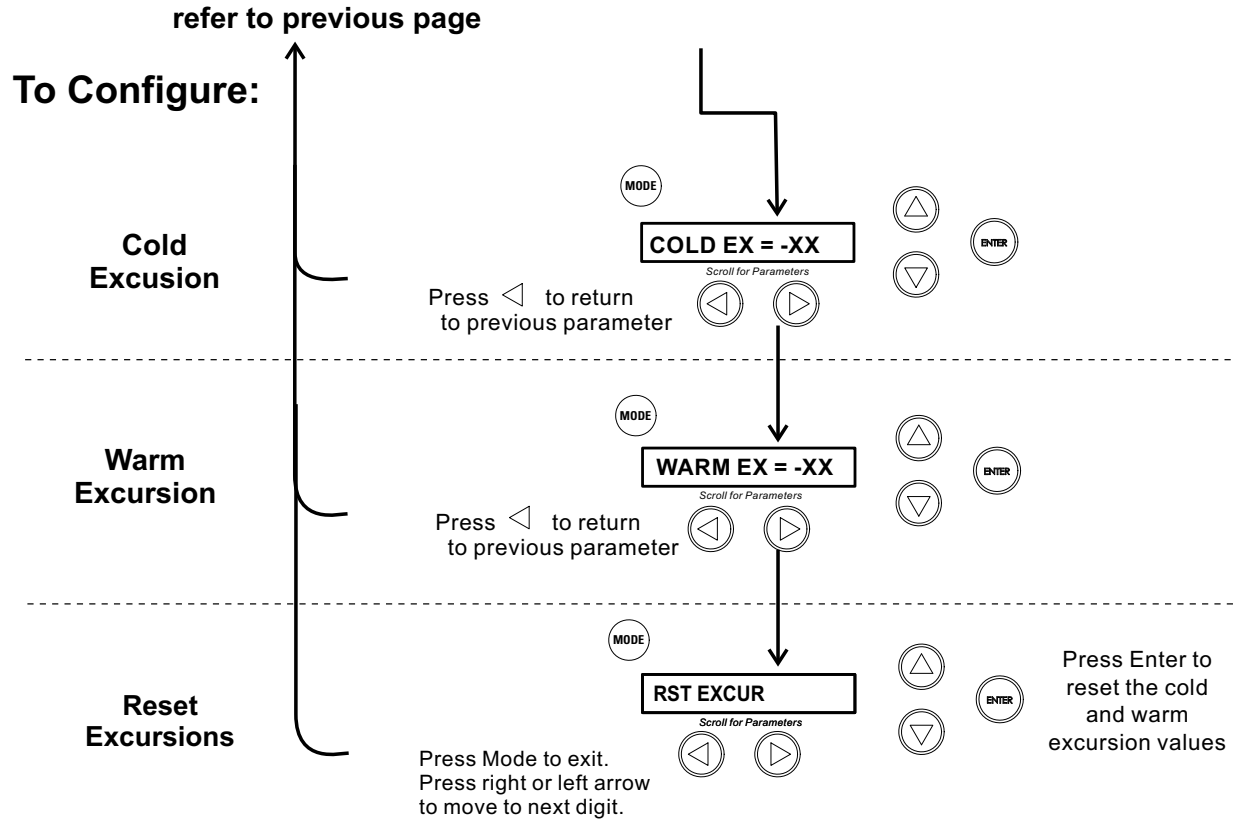 refer to previous page
To Configure:
MODE
Cold
Excusion
COLD EX = -XX
ENTER
Scroll for Parameters
Press ◁ to return
to previous parameter
MODE
Warm
Excursion
WARM EX = -XX
ENTER
Scroll for Parameters
Press ◁ to return
to previous parameter
MODE
Reset
Excursions
RST EXCUR
ENTER
Scroll for Parameters
Press Enter to
reset the cold
and warm
excursion values
Press Mode to exit.
Press right or left arrow
to move to next digit.